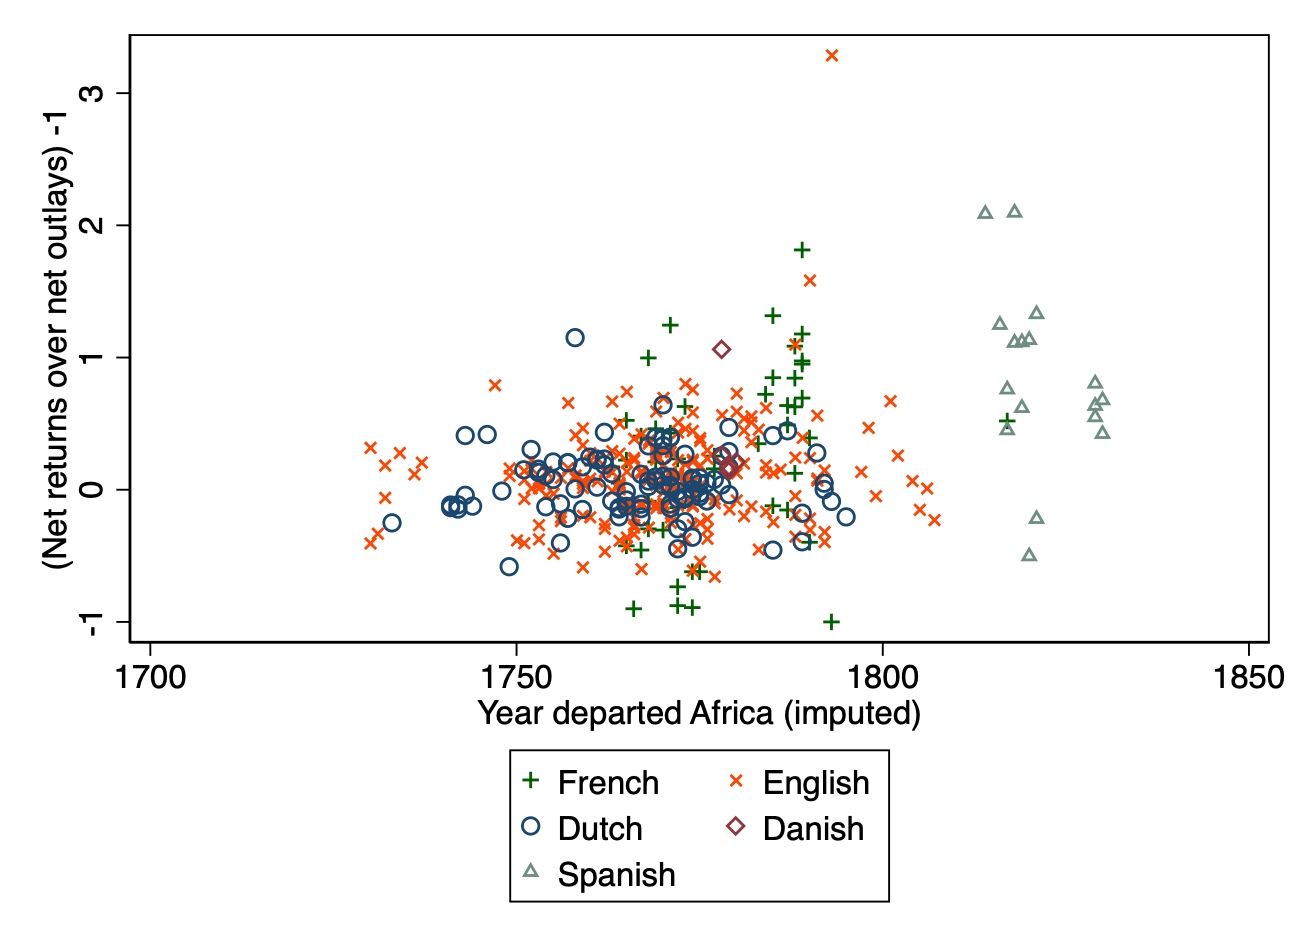 (Net returns over net outlays) -1
3
2
1
0
-1
1700 1750 1800 1850
Year departed Africa (imputed)
French English
Dutch Danish
Spanish